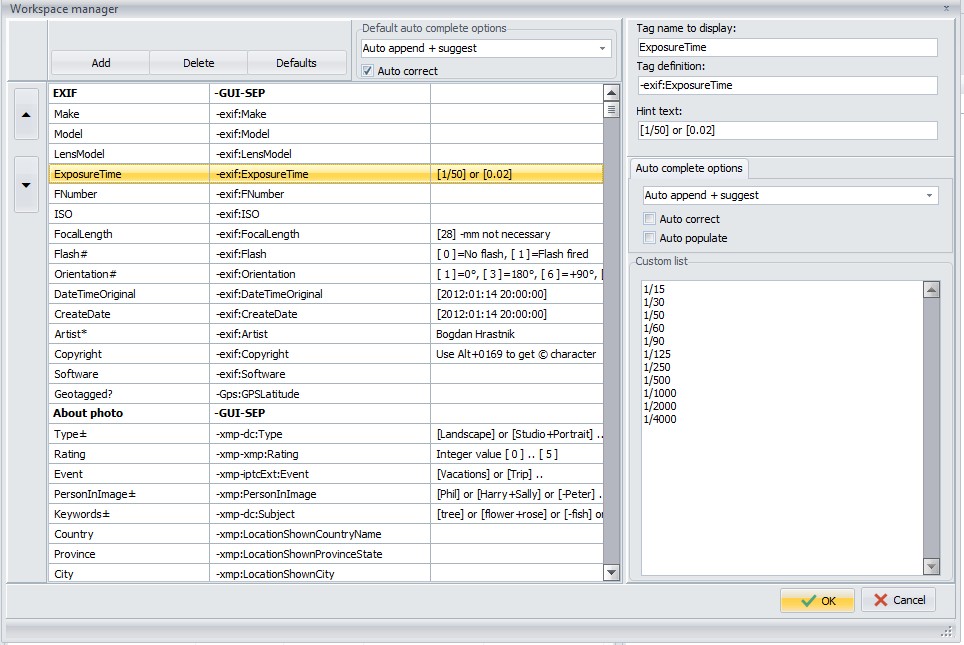 Workspace manager
x
Add Delete Defaults
Default auto complete options
Auto append + suggest
Auto correct
EXIF -GUI-SEP
Make -exif:Make
Model -exif:Model
LensModel -exif:LensModel
ExposureTime -exif:ExposureTime [1/50] or [0.02]
FNumber -exif:FNumber
ISO -exif:ISO
FocalLength -exif:FocalLength [28] -mm not necessary
Flash# -exif:Flash [ 0 ]=No flash, [ 1 ]=Flash fired
Orientation# -exif:Orientation [ 1 ]=0°, [ 3 ]=180°, [ 6 ]=+90°, [
DateTimeOriginal -exif:DateTimeOriginal [2012:01:14 20:00:00]
CreateDate -exif:CreateDate [2012:01:14 20:00:00]
Artist* -exif:Artist Bogdan Hrastnik
Copyright -exif:Copyright Use Alt+0169 to get © character
Software -exif:Software
Geotagged? -Gps:GPSLatitude
About photo -GUI-SEP
Type± -xmp-dc:Type [Landscape] or [Studio+Portrait] ..
Rating -xmp-xmp:Rating Integer value [ 0 ] .. [ 5 ]
Event -xmp-iptcExt:Event [Vacations] or [Trip] ..
PersonInImage± -xmp:PersonInImage [Phil] or [Harry+Sally] or [-Peter] .
Keywords± -xmp-dc:Subject [tree] or [flower+rose] or [-fish] or
Country -xmp:LocationShownCountryName
Province -xmp:LocationShownProvinceState
City -xmp:LocationShownCity
Tag name to display:
ExposureTime
Tag definition:
-exif:ExposureTime
Hint text:
[1/50] or [0.02]
Auto complete options
Auto append + suggest
Auto correct
Auto populate
Custom list
1/15
1/30
1/50
1/60
1/90
1/125
1/250
1/500
1/1000
1/2000
1/4000
OK Cancel